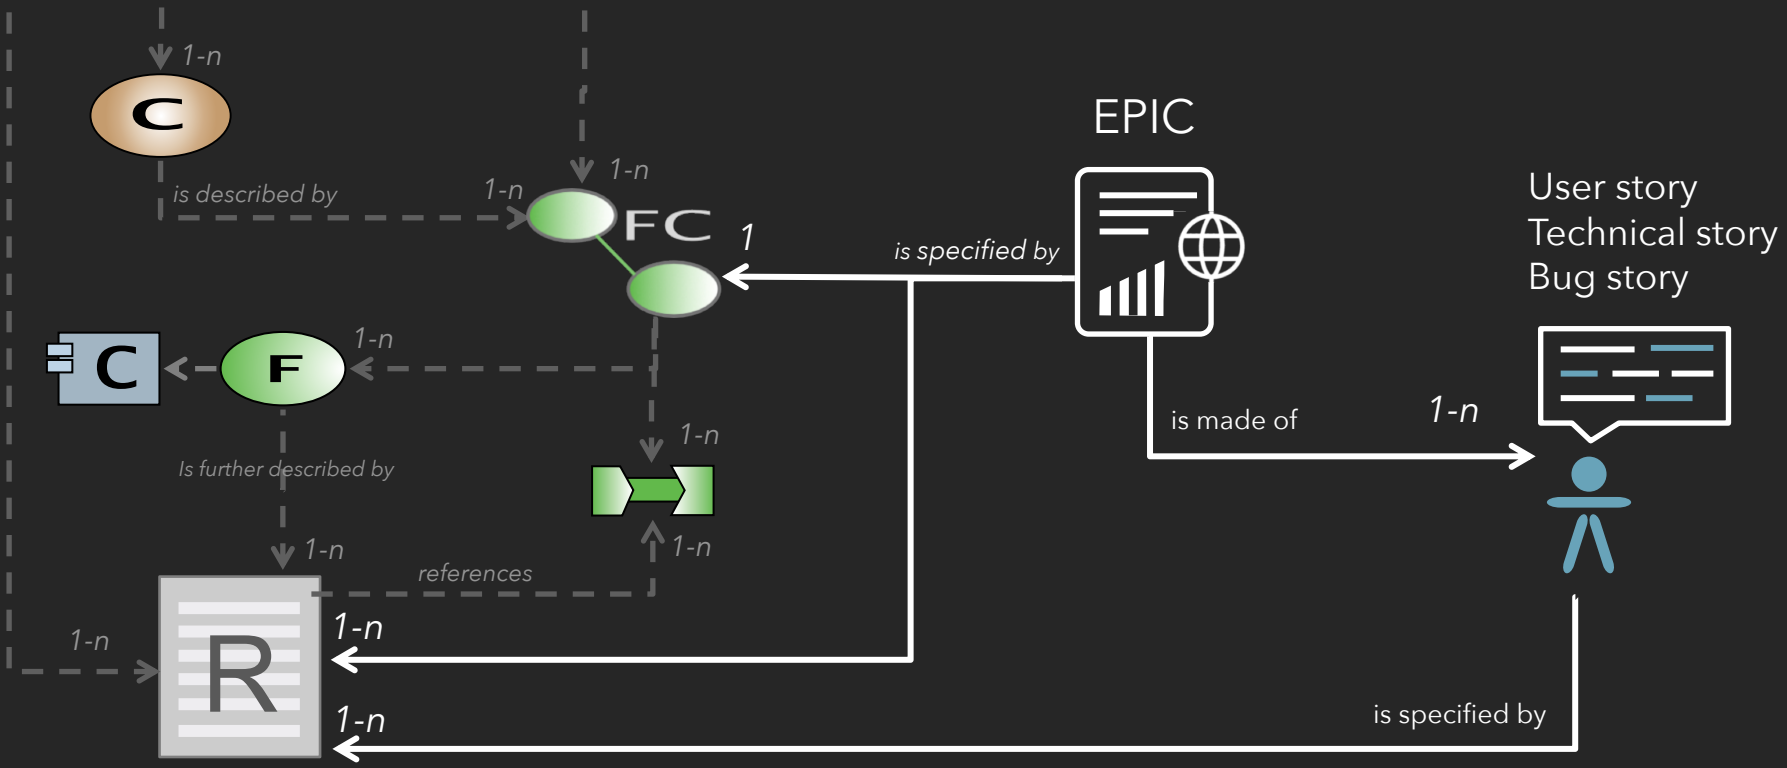 1-n
C
is described by
1-n
1-n
FC
1
is specified by
EPIC
User story
Technical story
Bug story
C
F
1-n
1-n
is made of
1-n
Is further described by
1-n
references
1-n
1-n
R
1-n
1-n
is specified by